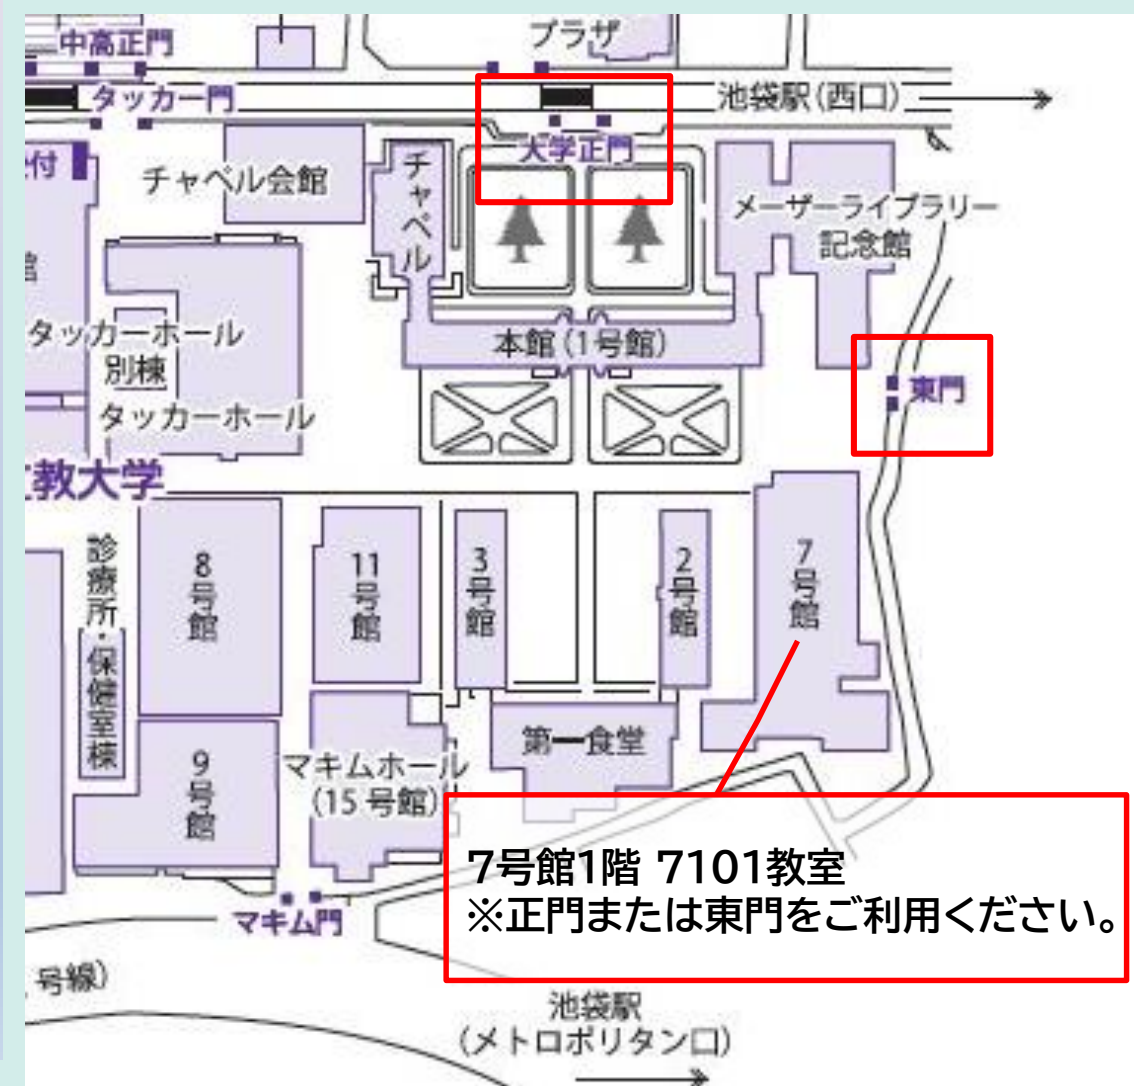 プラザ
中高正門
タッカー門
池袋駅(西口)
大学正門
付
チャペル会館
チャペル
メーザーライブラリー
記念館
館
タッカーホール
別棟
本館(1号館)
東門
タッカーホール
教大学
診療所・保健室棟
8号館
11号館
3号館
2号館
7号館
第一食堂
9号館
マキムホール
(15号館)
7号館1階 7101教室
※正門または東門をご利用ください。
マキム門
号線)
池袋駅
(メトロポリタン口)